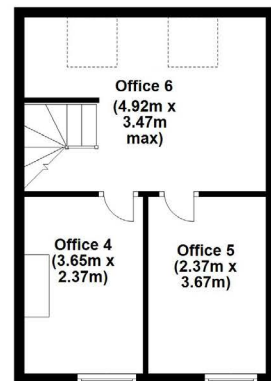 Office 6
(4.92m x
3.47m
max)
Office 4
(3.65m x
2.37m)
Office 5
(2.37m x
3.67m)